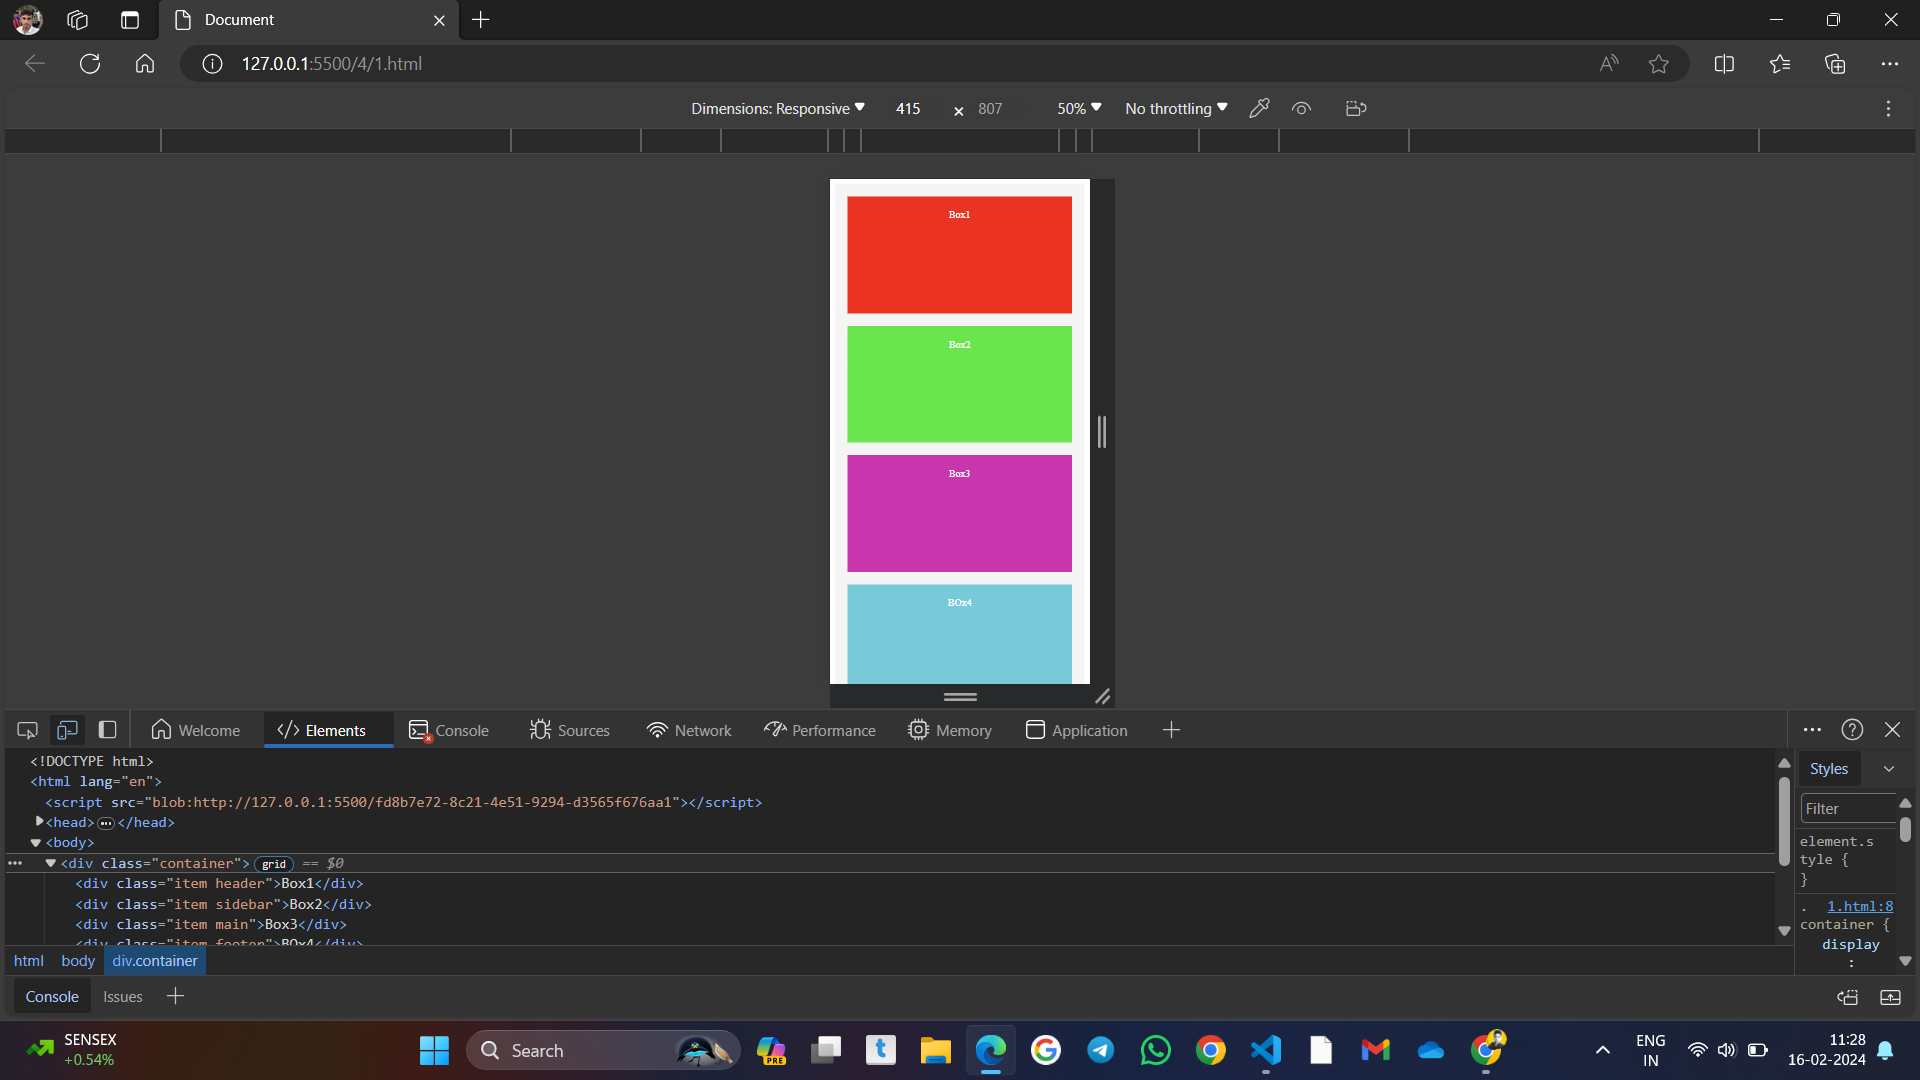 Document
127.0.0.1:5500/4/1.html
Dimensions: Responsive 415 × 807 50% No throttling
Box1
Box2
Box3
BOx4
Welcome Elements Console Sources Network Performance Memory Application
<!DOCTYPE html>
<html lang="en">
<script src="blob:http://127.0.0.1:5500/fd8b7e72-8c21-4e51-9294-d3565f676aa1"></script>
<head> ··· </head>
<body>
··· <div class="container"> grid == $0
<div class="item header">Box1</div>
<div class="item sidebar">Box2</div>
<div class="item main">Box3</div>
<div class="item footer">BOx4</div>
html body div.container
Styles
Filter
element.s
tyle {
}
. 1.html:8
container {
display
:
Console Issues
SENSEX
+0.54%
Search
PRE
t
ENG
IN
11:28
16-02-2024